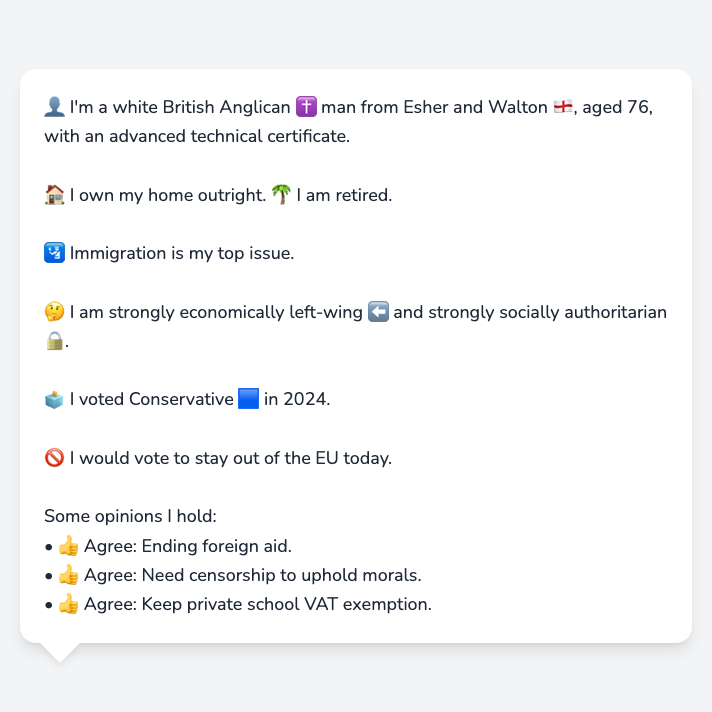 👤 I'm a white British Anglican ✝️ man from Esher and Walton 🏴󠁧󠁢󠁥󠁮󠁧󠁿, aged 76,
with an advanced technical certificate.
🏠 I own my home outright. 🌴 I am retired.
🛂 Immigration is my top issue.
🤔 I am strongly economically left-wing ⬅️ and strongly socially authoritarian
🔒.
🗳️ I voted Conservative 🟦 in 2024.
🚫 I would vote to stay out of the EU today.
Some opinions I hold:
• 👍 Agree: Ending foreign aid.
• 👍 Agree: Need censorship to uphold morals.
• 👍 Agree: Keep private school VAT exemption.